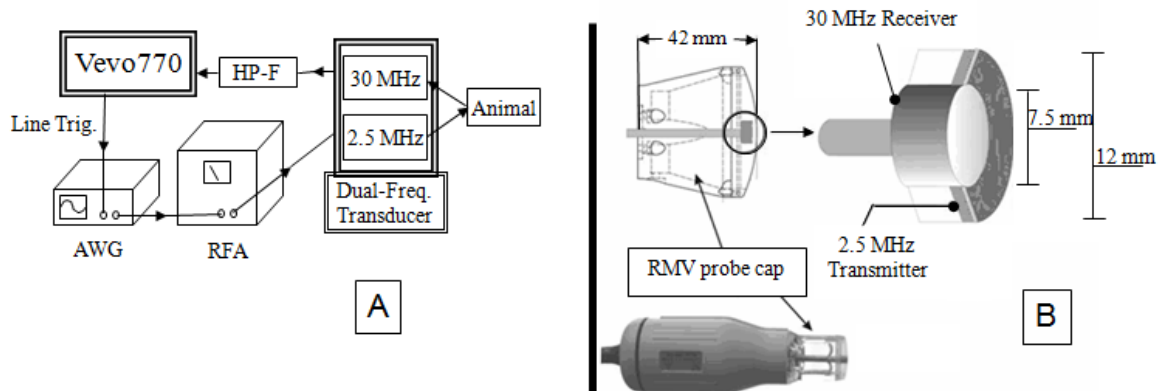 Vevo770
HP-F
30 MHz
2.5 MHz
Animal
Line Trig.
Dual-Freq.
Transducer
AWG
RFA
A
42 mm
30 MHz Receiver
7.5 mm
12 mm
2.5 MHz
Transmitter
RMV probe cap
B